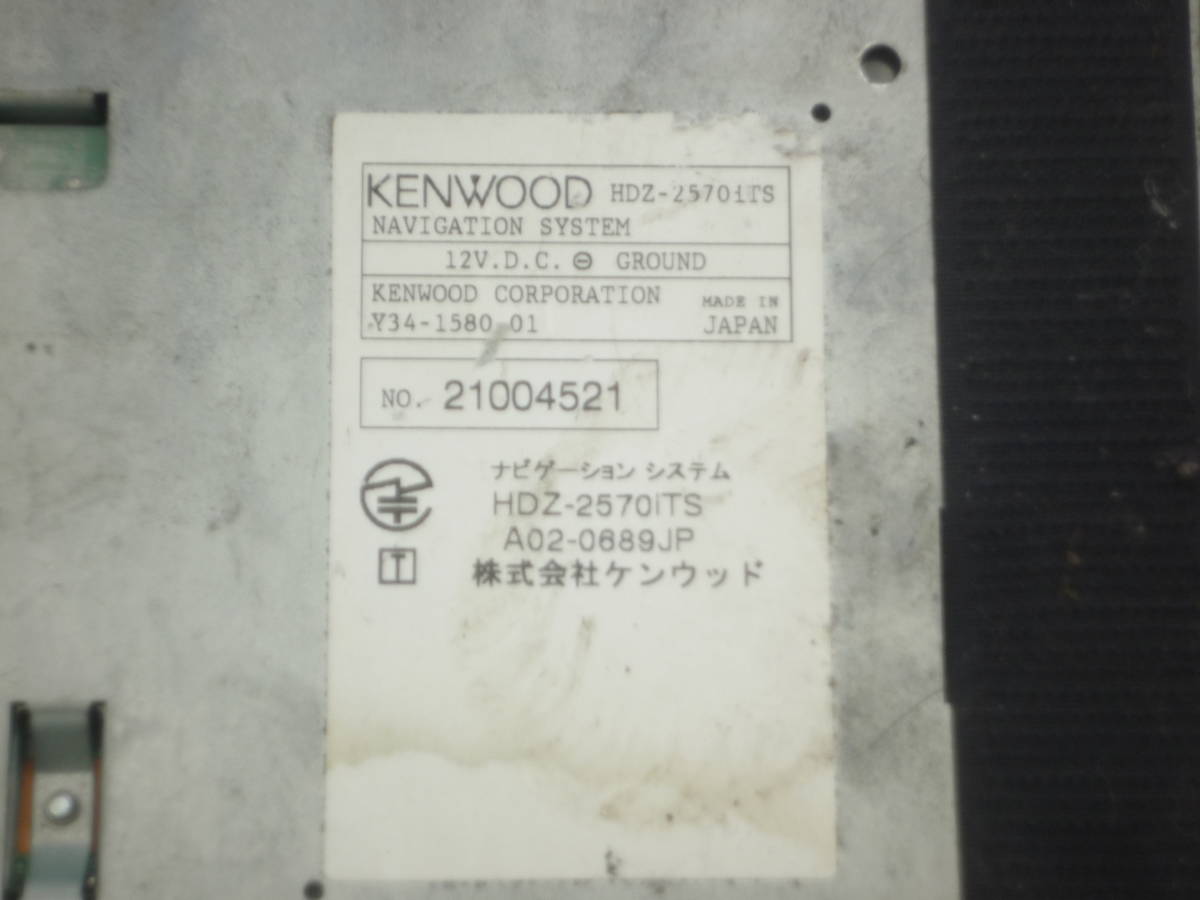 KENWOOD HDZ-2570iTS
NAVIGATION SYSTEM
12V.D.C. ⊖ GROUND
KENWOOD CORPORATION
MADE IN
Y34-1580 01
JAPAN
NO. 21004521
ナビゲーション システム
HDZ-2570ITS
T
A02-0689JP
株式会社ケンウッド